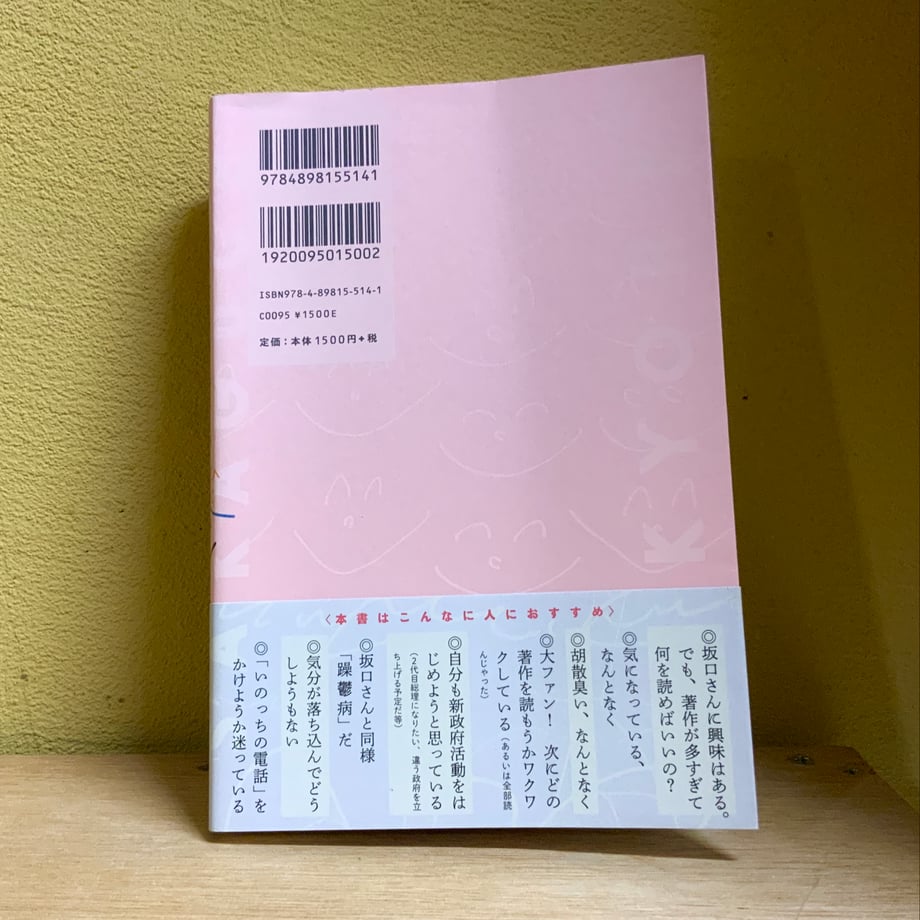 9784898155141
1920095015002
ISBN978-4-89815-514-1
C0095 ¥1500E
定価:本体1500円+税
KYO
〈本書はこんなに人におすすめ〉
◎坂口さんに興味はある。
でも、著作が多すぎて
何を読めばいいの?
◎気になっている、
なんとなく
◎胡散臭い、なんとなく
◎大ファン! 次にどの
著作を読もうかワクワ
クしている(あるいは全部読
んじゃった)
◎自分も新政府活動をは
じめようと思っている
(2代目総理になりたい、違う政府を立
ち上げる予定だ等)
◎坂口さんと同様
「躁鬱病」だ
◎気分が落ち込んでどう
しようもない
◎「いのっちの電話」を
かけようか迷っている